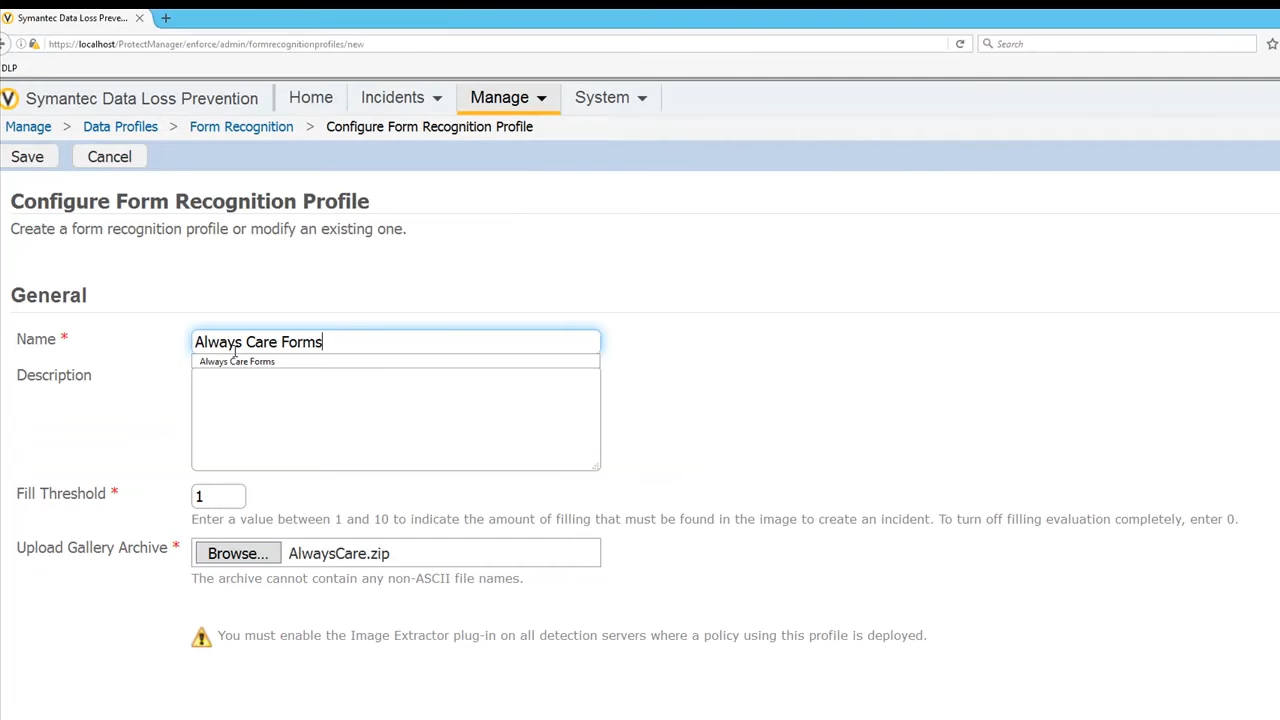 Symantec Data Loss Preve...
https://localhost/ProtectManager/enforce/admin/formrecognitionprofiles/new
Search
DLP
Symantec Data Loss Prevention Home Incidents Manage System
Manage > Data Profiles > Form Recognition > Configure Form Recognition Profile
Save Cancel
Configure Form Recognition Profile
Create a form recognition profile or modify an existing one.
General
Name * Always Care Forms
Always Care Forms
Description
Fill Threshold * 1
Enter a value between 1 and 10 to indicate the amount of filling that must be found in the image to create an incident. To turn off filling evaluation completely, enter 0.
Upload Gallery Archive * Browse... AlwaysCare.zip
The archive cannot contain any non-ASCII file names.
You must enable the Image Extractor plug-in on all detection servers where a policy using this profile is deployed.